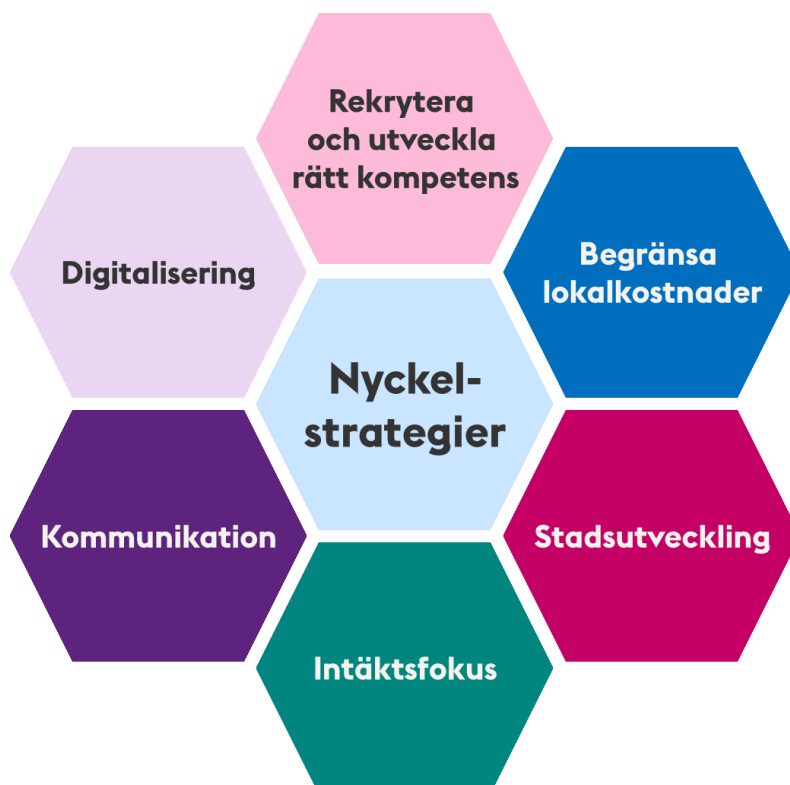 Rekrytera
och utveckla
rätt kompetens
Digitalisering
Begränsa
lokalkostnader
Nyckel-
strategier
Kommunikation
Stadsutveckling
Intäktsfokus